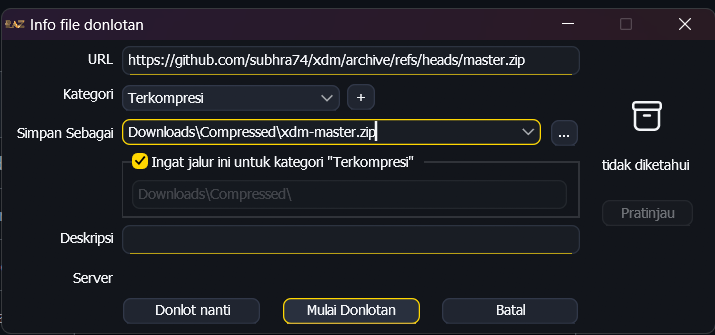 Info file donlotan
URL https://github.com/subhra74/xdm/archive/refs/heads/master.zip
Kategori Terkompresi +
Simpan Sebagai Downloads\Compressed\xdm-master.zip ...
Ingat jalur ini untuk kategori "Terkompresi"
Downloads\Compressed\
tidak diketahui
Pratinjau
Deskripsi
Server
Donlot nanti Mulai Donlotan Batal